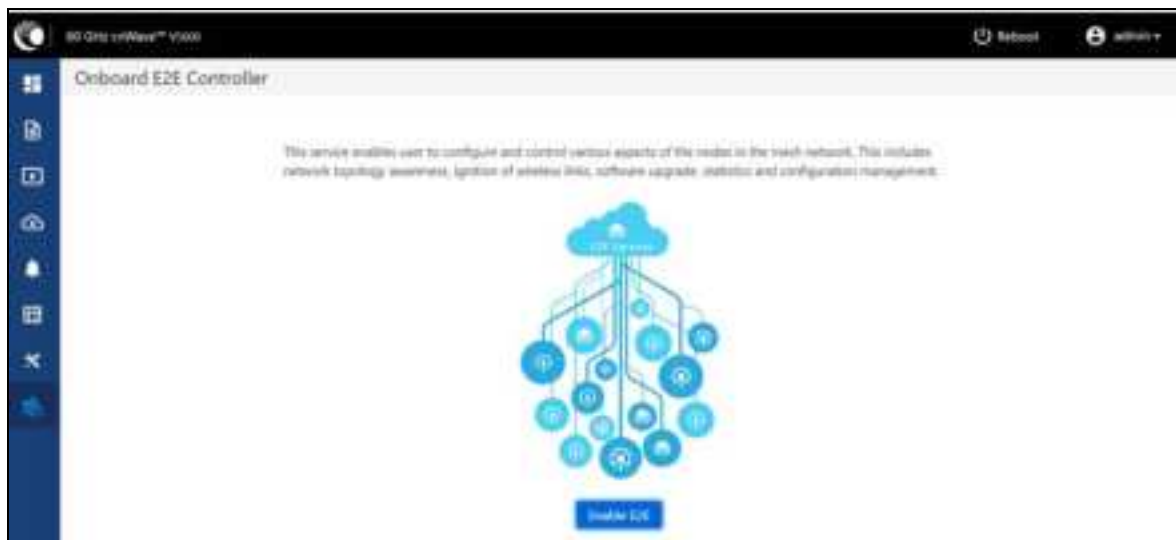 60 GHz cnWave™ V5000
Reboot
admin
Onboard E2E Controller
This service enables user to configure and control various aspects of the nodes in the mesh network. This includes
network topology awareness, ignition of wireless links, software upgrade, statistics and configuration management.
E2E Controller
Enable E2E